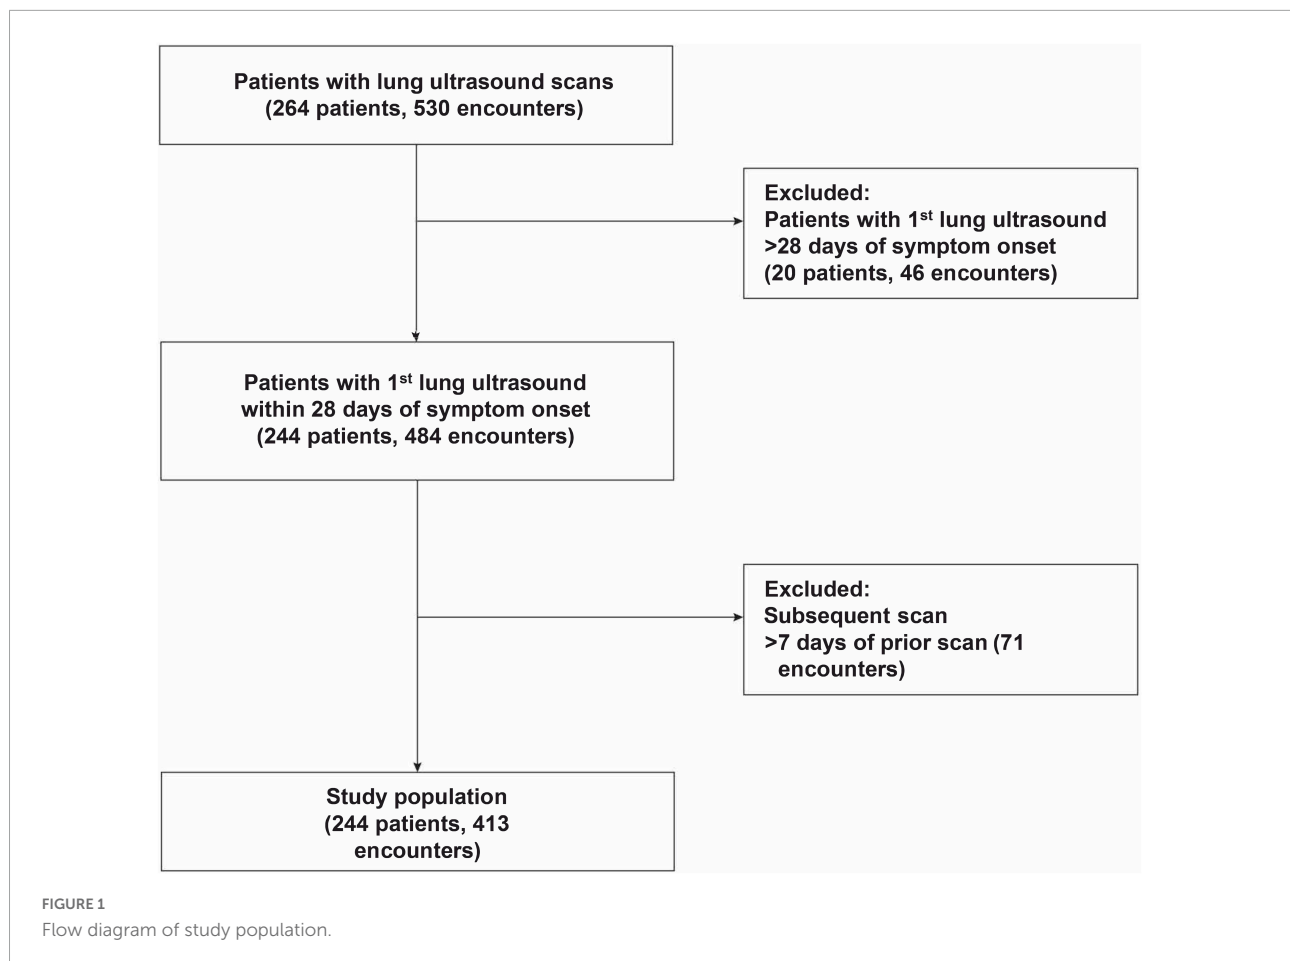 Patients with lung ultrasound scans
(264 patients, 530 encounters)
Excluded:
Patients with 1st lung ultrasound
>28 days of symptom onset
(20 patients, 46 encounters)
Patients with 1st lung ultrasound
within 28 days of symptom onset
(244 patients, 484 encounters)
Excluded:
Subsequent scan
>7 days of prior scan (71
encounters)
Study population
(244 patients, 413
encounters)
FIGURE 1
Flow diagram of study population.